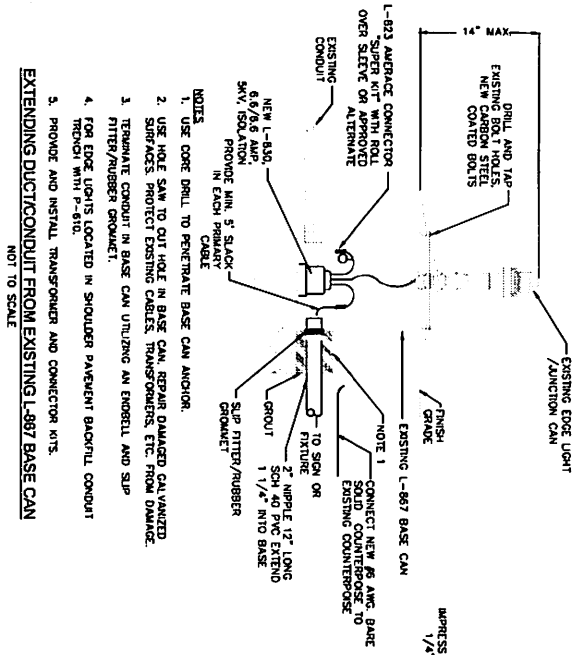 EXISTING EDGE LIGHT
/JUNCTION CAN
14" MAX.
DRILL AND TAP
EXISTING BOLT HOLES,
NEW CARBON STEEL
COATED BOLTS
FINISH
GRADE
IMPRESS
1/4"
L-823 AMERACE CONNECTOR
"SUPER KIT" WITH ROLL
OVER SLEEVE OR APPROVED
ALTERNATE
EXISTING L-867 BASE CAN
CONNECT NEW #6 AWG. BARE
SOLID COUNTERPOISE TO
EXISTING COUNTERPOISE
EXISTING
CONDUIT
NOTE 1
TO SIGN OR
FIXTURE
NEW L-830,
6.6/6.6 AMP,
5KV, ISOLATION
2" NIPPLE 12" LONG
SCH 40 PVC EXTEND
1 1/4" INTO BASE
PROVIDE MIN. 5' SLACK
IN EACH PRIMARY
CABLE
GROUT
SLIP FITTER/RUBBER
GROMMET
NOTES
1. USE CORE DRILL TO PENETRATE BASE CAN ANCHOR.
2. USE HOLE SAW TO CUT HOLE IN BASE CAN. REPAIR DAMAGED GALVANIZED
SURFACES. PROTECT EXISTING CABLES, TRANSFORMERS, ETC. FROM DAMAGE.
3. TERMINATE CONDUIT IN BASE CAN UTILIZING AN ENDBELL AND SLIP
FITTER/RUBBER GROMMET.
4. FOR EDGE LIGHTS LOCATED IN SHOULDER PAVEMENT BACKFILL CONDUIT
TRENCH WITH P-610.
5. PROVIDE AND INSTALL TRANSFORMER AND CONNECTOR KITS.
EXTENDING DUCT/CONDUIT FROM EXISTING L-867 BASE CAN
NOT TO SCALE